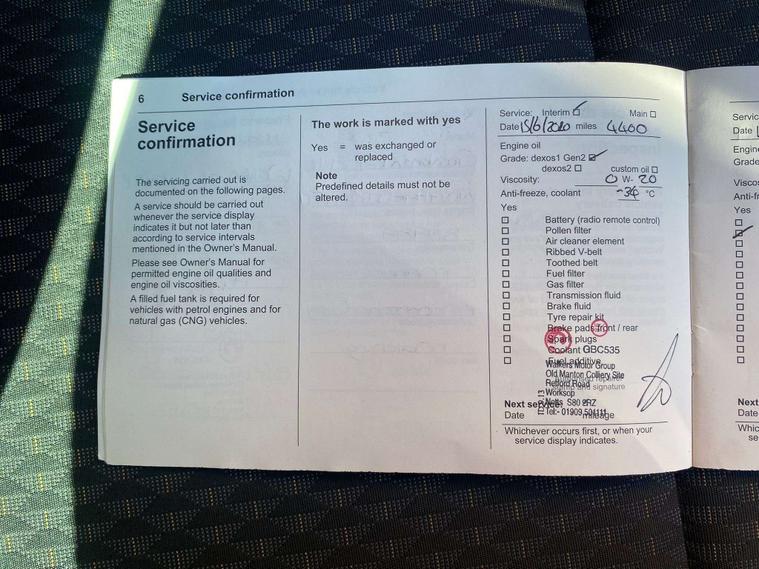 6 Service confirmation
Service
confirmation
The servicing carried out is
documented on the following pages.
A service should be carried out
whenever the service display
indicates it but not later than
according to service intervals
mentioned in the Owner's Manual.
Please see Owner's Manual for
permitted engine oil qualities and
engine oil viscosities.
A filled fuel tank is required for
vehicles with petrol engines and for
natural gas (CNG) vehicles.
The work is marked with yes
Yes = was exchanged or
replaced
Note
Predefined details must not be
altered.
Service: Interim Main
Date 15/6/2020 miles 4400
Engine oil
Grade: dexos1 Gen2
dexos2 custom oil
Viscosity: 0 W- 20
Anti-freeze, coolant -34 °C
Yes
Battery (radio remote control)
Pollen filter
Air cleaner element
Ribbed V-belt
Toothed belt
Fuel filter
Gas filter
Transmission fluid
Brake fluid
Tyre repair kit
Brake pads front / rear
Spark plugs
Coolant GBC535
Fuel additive
Walkers Motor Group
Old Manton Colliery Site
Retford Road
and signature
Worksop
Notts S80 2RZ
Tel:- 01909 504111
Next service:
Date mileage
Whichever occurs first, or when your
service display indicates.
Servic
Date
Engine
Grade
Viscos
Anti-fr
Yes
Next
Date
Whic
se